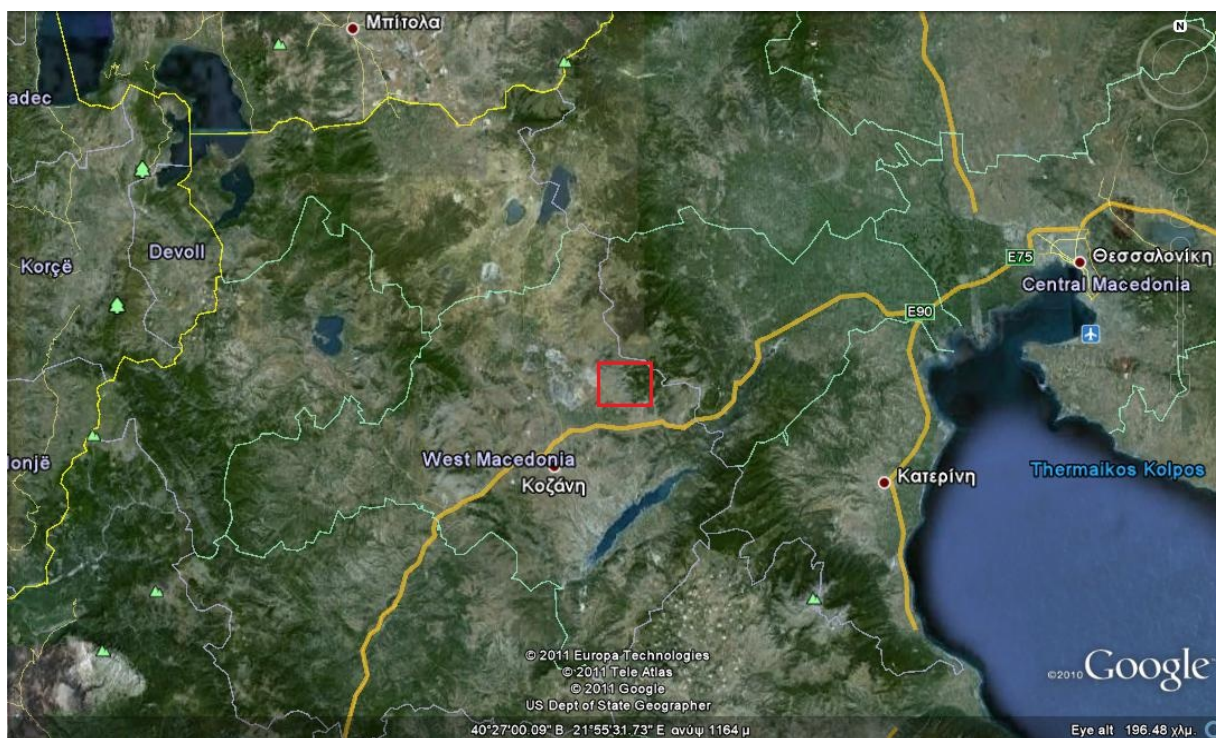 N
Μπίτολα
adec
Θεσσαλονίκη
Devoll
E75
Korçë
Central Macedonia
E90
West Macedonia
lonjë
Κοζάνη
Κατερίνη
Thermaikos Kolpos
© 2011 Europa Technologies
© 2011 Tele Atlas
© 2011 Google
US Dept of State Geographer
©2010 Google
40°27'00.09" Β 21°55'31.73" Ε ανύψ 1164 μ
Eye alt 196.48 χλμ.